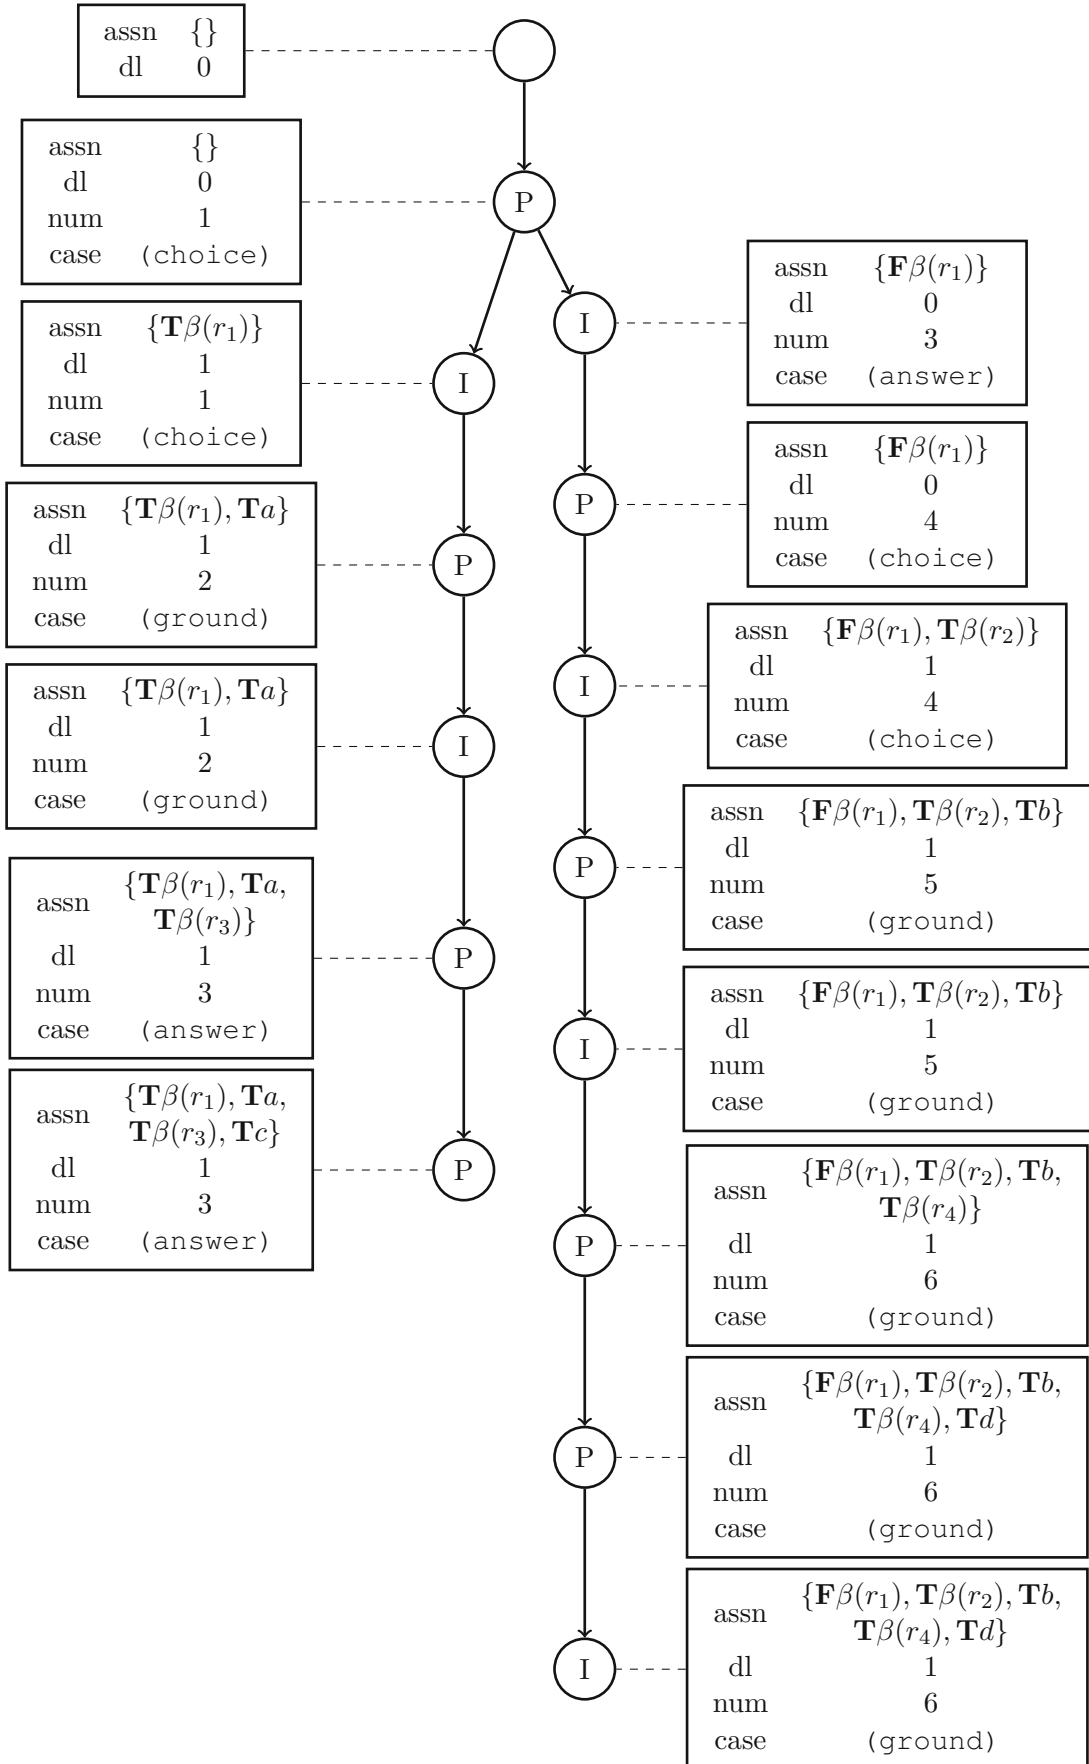 assn {}
dl 0
assn {}
dl 0
num 1
case (choice)
P
assn {Tβ(r₁)}
dl 1
num 1
case (choice)
I
assn {Tβ(r₁), Ta}
dl 1
num 2
case (ground)
P
assn {Tβ(r₁), Ta}
dl 1
num 2
case (ground)
I
assn {Tβ(r₁), Ta,
Tβ(r₃)}
dl 1
num 3
case (answer)
P
assn {Tβ(r₁), Ta,
Tβ(r₃), Tc}
dl 1
num 3
case (answer)
P
I
assn {Fβ(r₁)}
dl 0
num 3
case (answer)
P
assn {Fβ(r₁)}
dl 0
num 4
case (choice)
I
assn {Fβ(r₁), Tβ(r₂)}
dl 1
num 4
case (choice)
P
assn {Fβ(r₁), Tβ(r₂), Tb}
dl 1
num 5
case (ground)
I
assn {Fβ(r₁), Tβ(r₂), Tb}
dl 1
num 5
case (ground)
P
assn {Fβ(r₁), Tβ(r₂), Tb,
Tβ(r₄)}
dl 1
num 6
case (ground)
P
assn {Fβ(r₁), Tβ(r₂), Tb,
Tβ(r₄), Td}
dl 1
num 6
case (ground)
I
assn {Fβ(r₁), Tβ(r₂), Tb,
Tβ(r₄), Td}
dl 1
num 6
case (ground)